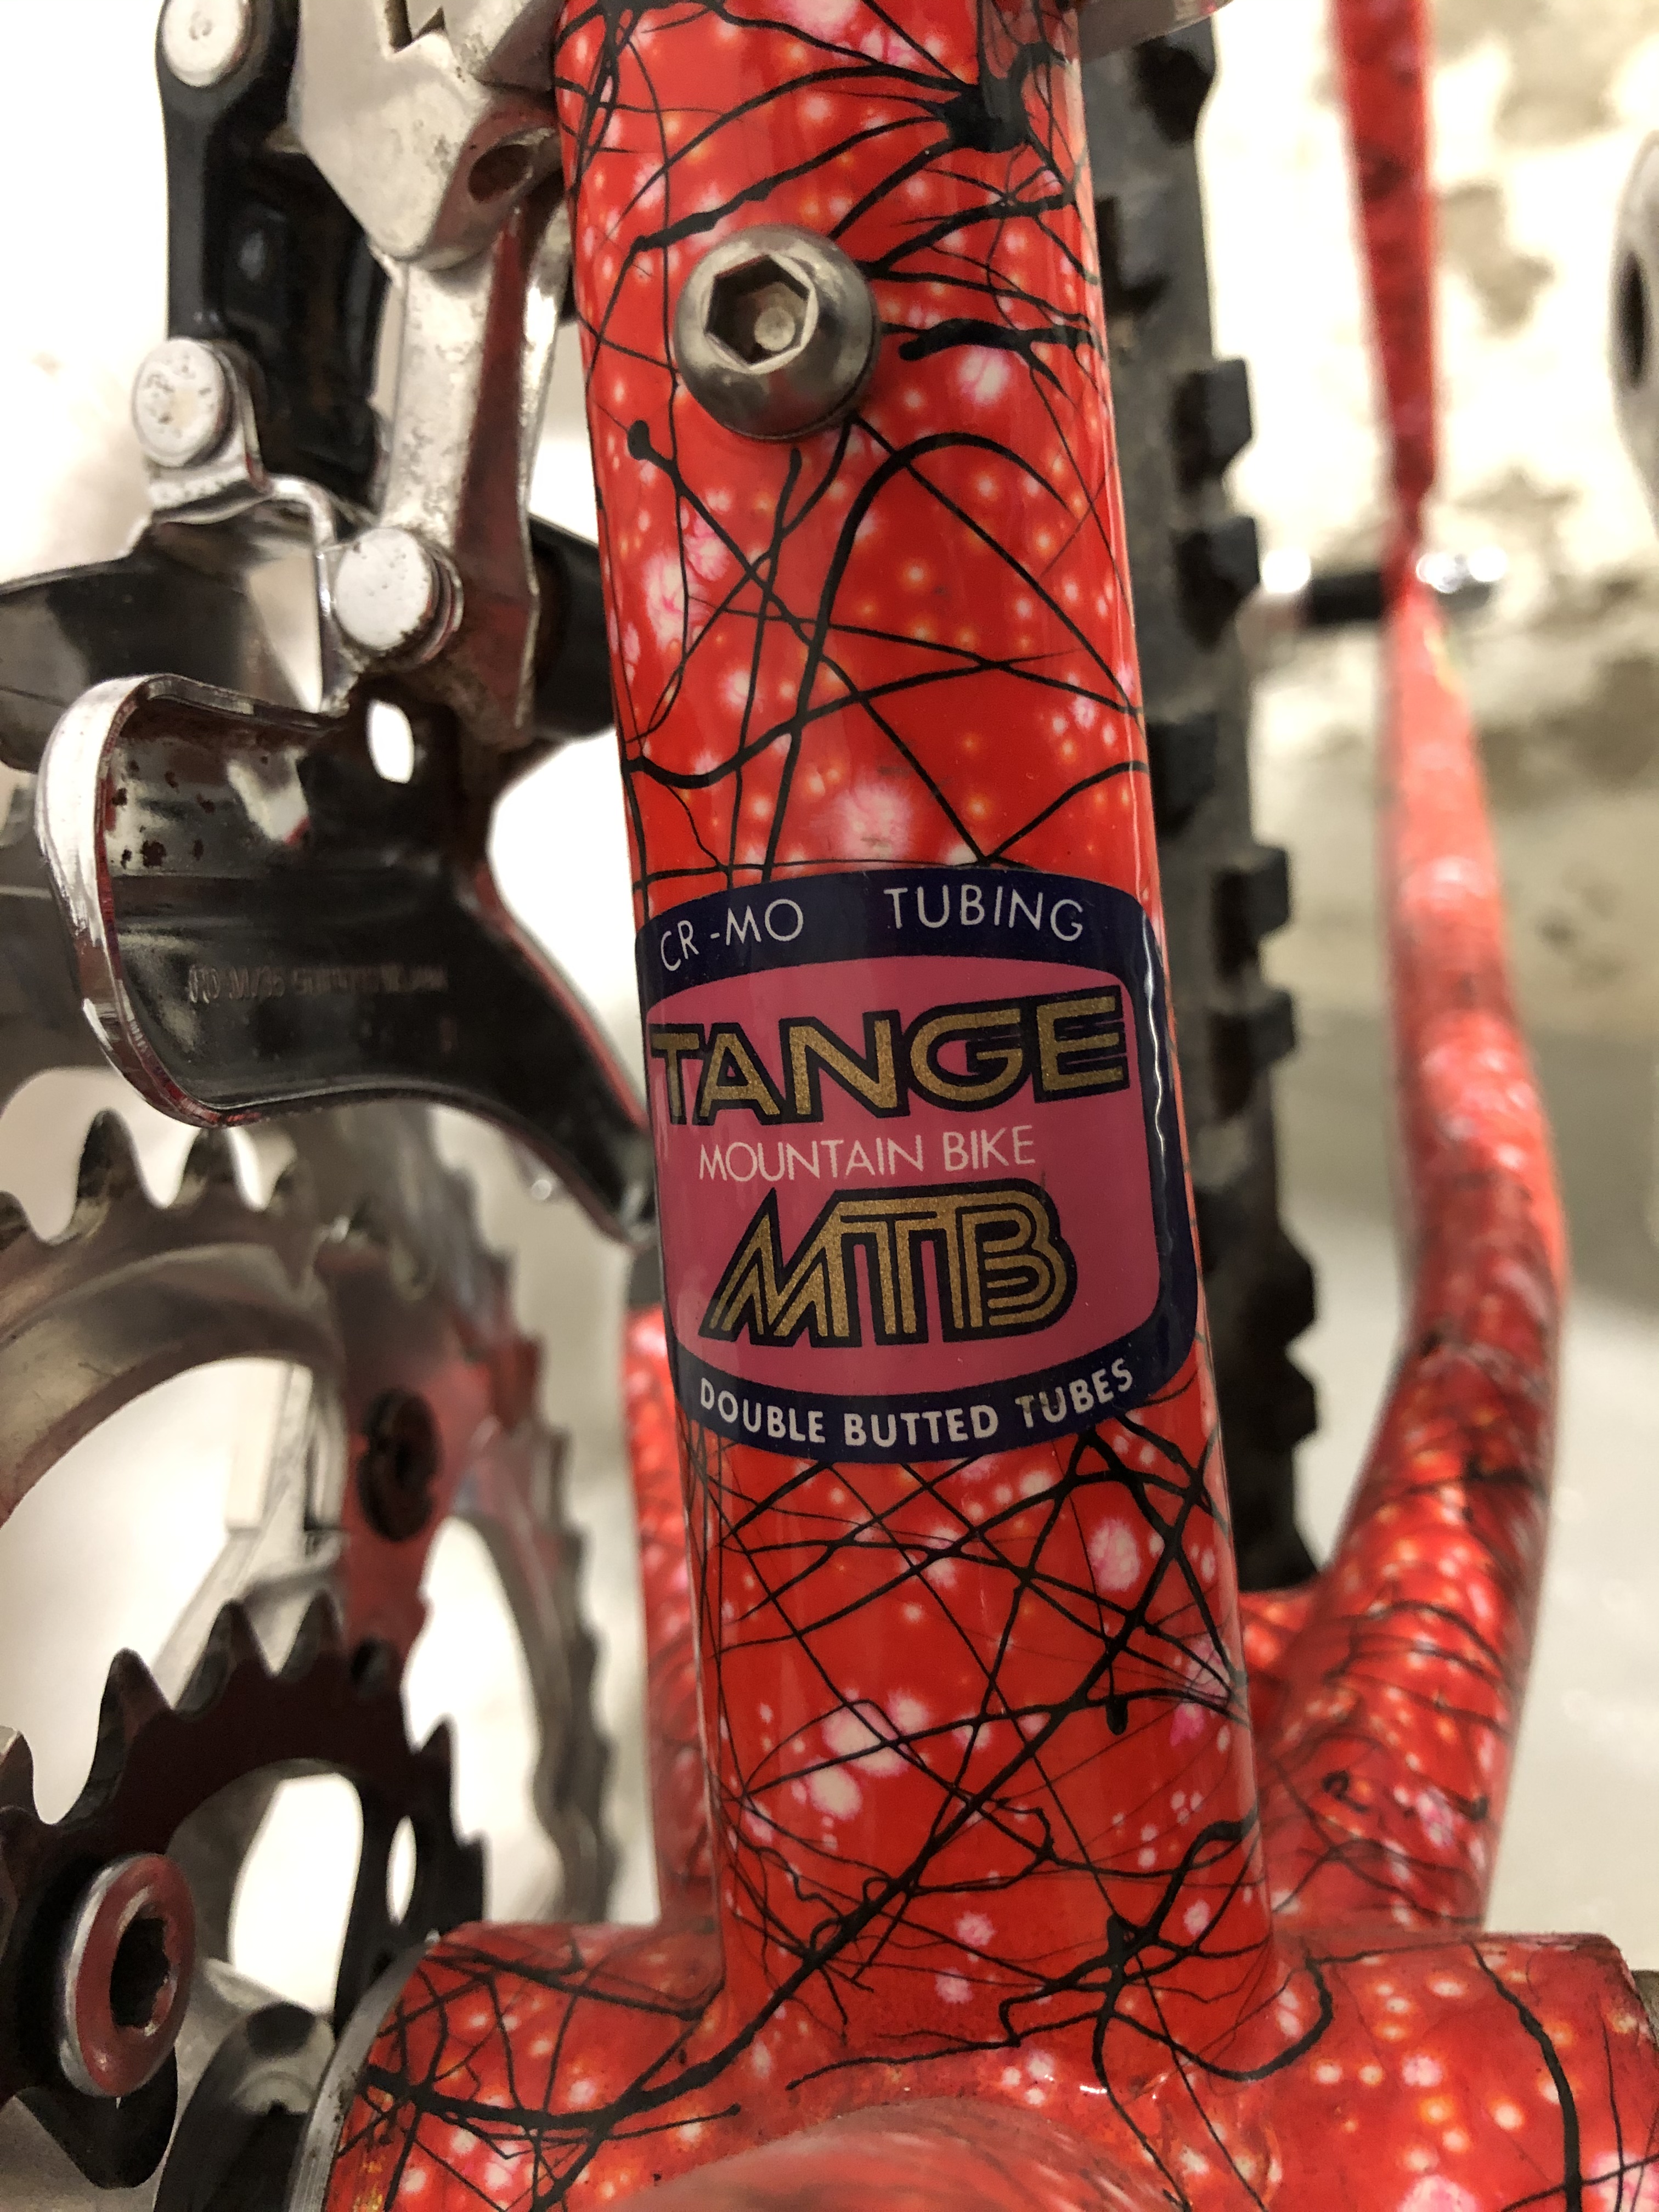 CR-MO TUBING
TANGE
MOUNTAIN BIKE
MTB
DOUBLE BUTTED TUBES